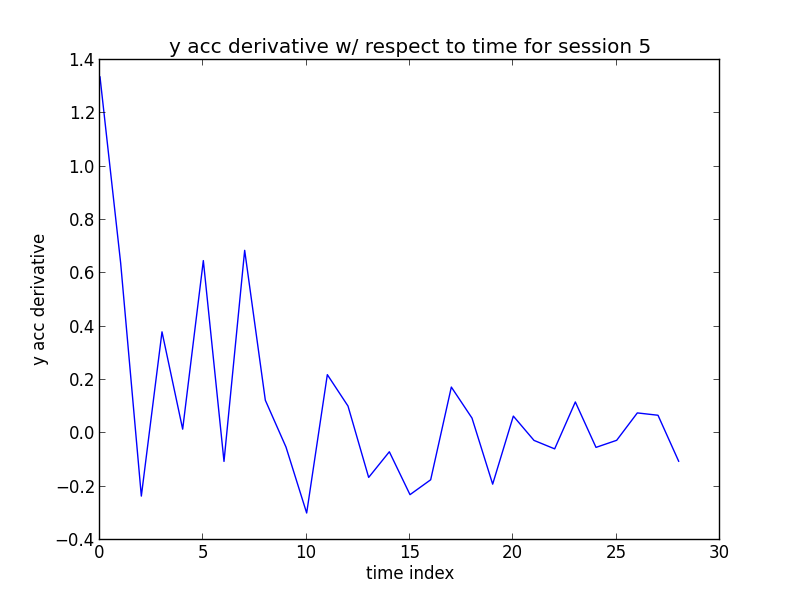 y acc derivative w/ respect to time for session 5
1.4
1.2
1.0
0.8
0.6
0.4
0.2
0.0
−0.2
−0.4
y acc derivative
0 5 10 15 20 25 30
time index